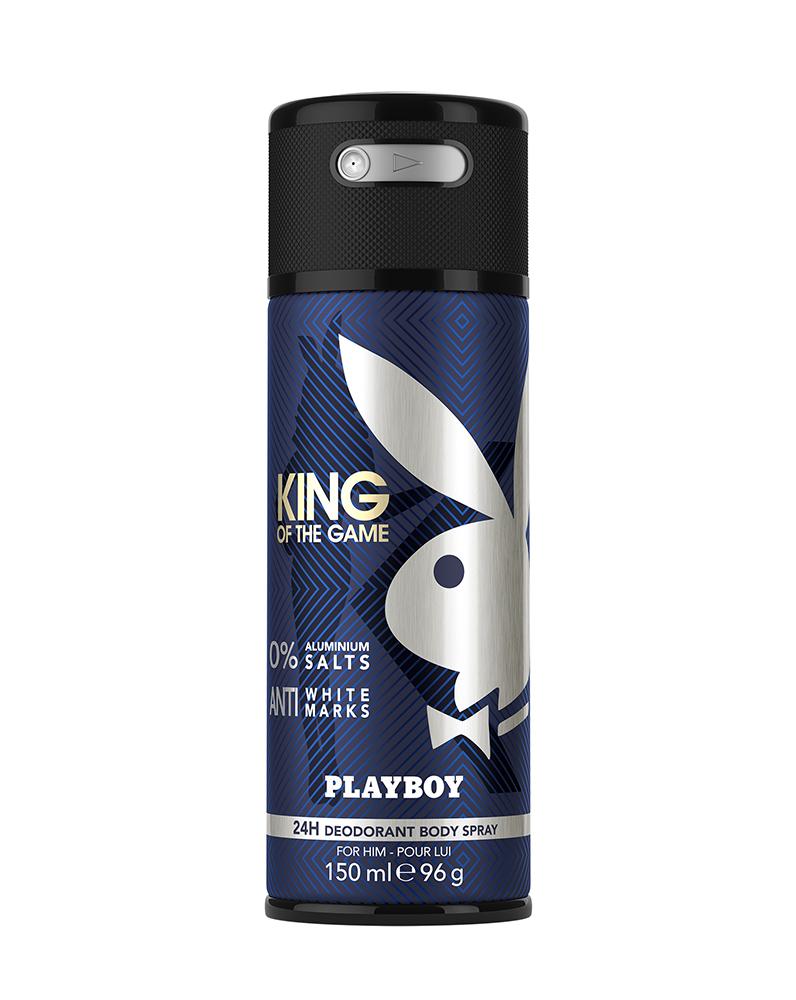 KING
OF THE GAME
0% ALUMINIUM
SALTS
ANTI WHITE
MARKS
PLAYBOY
24H DEODORANT BODY SPRAY
FOR HIM - POUR LUI
150 ml ℮ 96 g